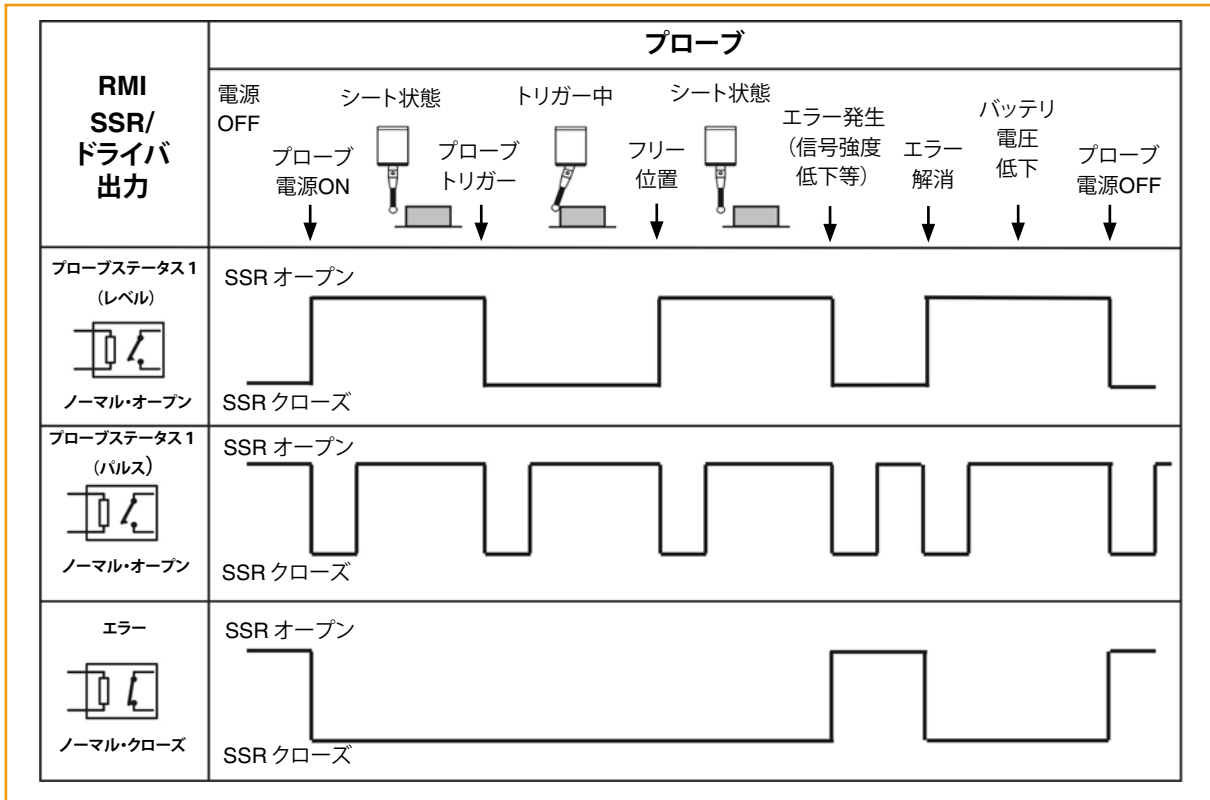 プローブ
RMI
SSR/
ドライバ
出力
電源
OFF
プローブ
電源ON
シート状態
プローブ
トリガー
トリガー中
フリー
位置
シート状態
エラー発生
（信号強度
低下等）
エラー
解消
バッテリ
電圧
低下
プローブ
電源OFF
プローブステータス1
（レベル）
ノーマル・オープン
SSR オープン
SSR クローズ
プローブステータス1
（パルス）
ノーマル・オープン
SSR オープン
SSR クローズ
エラー
ノーマル・クローズ
SSR オープン
SSR クローズ